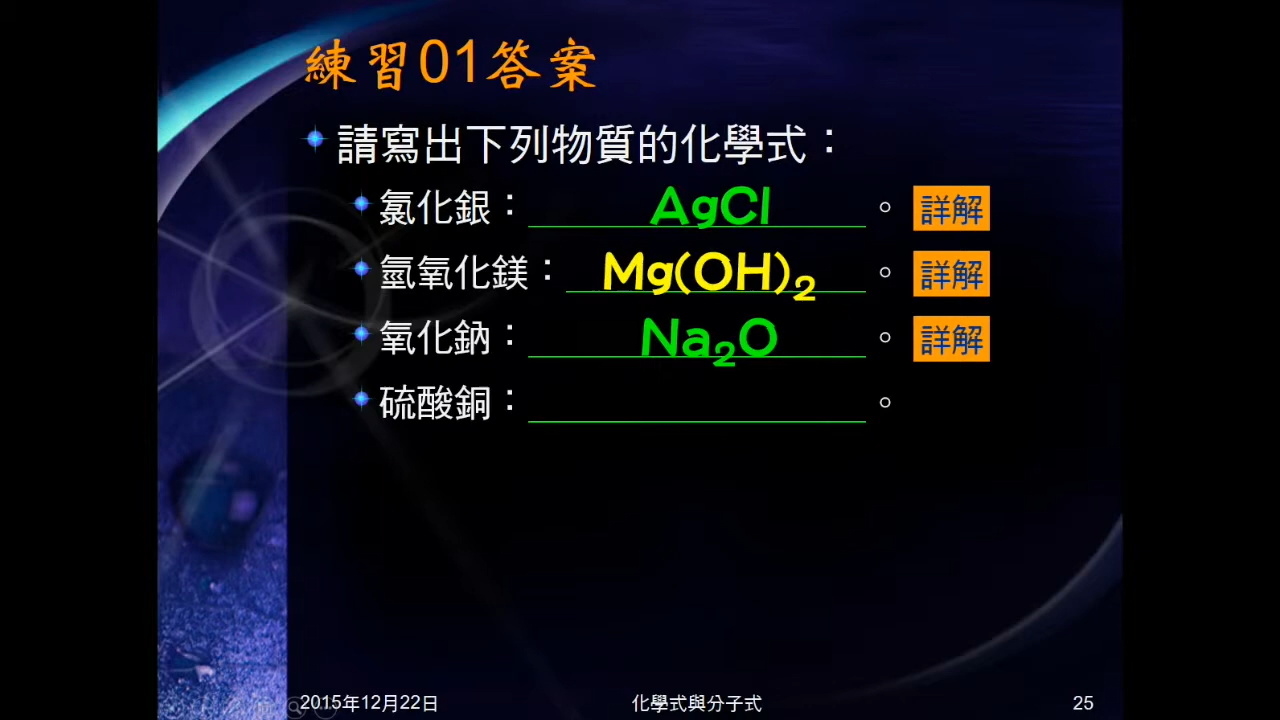 練習01答案
請寫出下列物質的化學式：
氯化銀：AgCl。詳解
氫氧化鎂：Mg(OH)₂。詳解
氧化鈉：Na₂O。詳解
硫酸銅：。
2015年12月22日 化學式與分子式 25